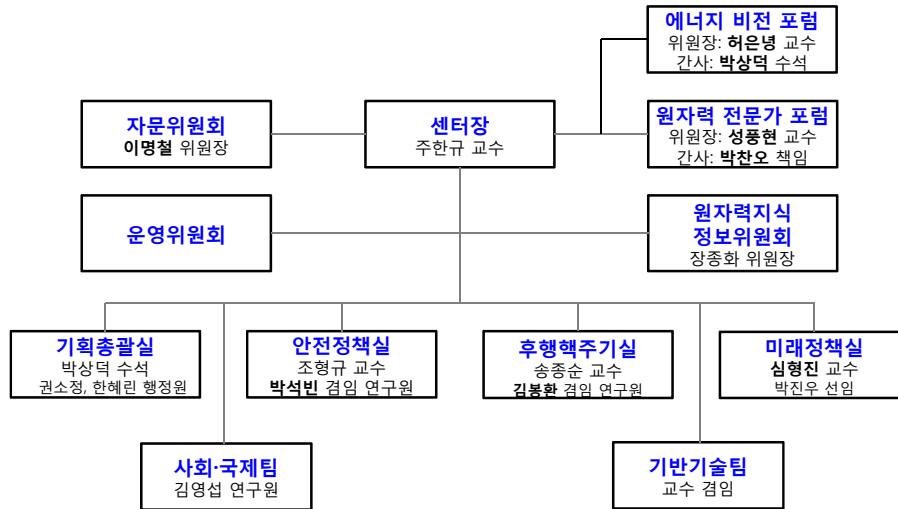 에너지 비전 포럼
위원장: 허은녕 교수
간사: 박상덕 수석
자문위원회
이명철 위원장
센터장
주한규 교수
원자력 전문가 포럼
위원장: 성풍현 교수
간사: 박찬오 책임
운영위원회
원자력지식
정보위원회
장종화 위원장
기획총괄실
박상덕 수석
권소정, 한혜린 행정원
안전정책실
조형규 교수
박석빈 겸임 연구원
후행핵주기실
송종순 교수
김봉환 겸임 연구원
미래정책실
심형진 교수
박진우 선임
사회·국제팀
김영섭 연구원
기반기술팀
교수 겸임